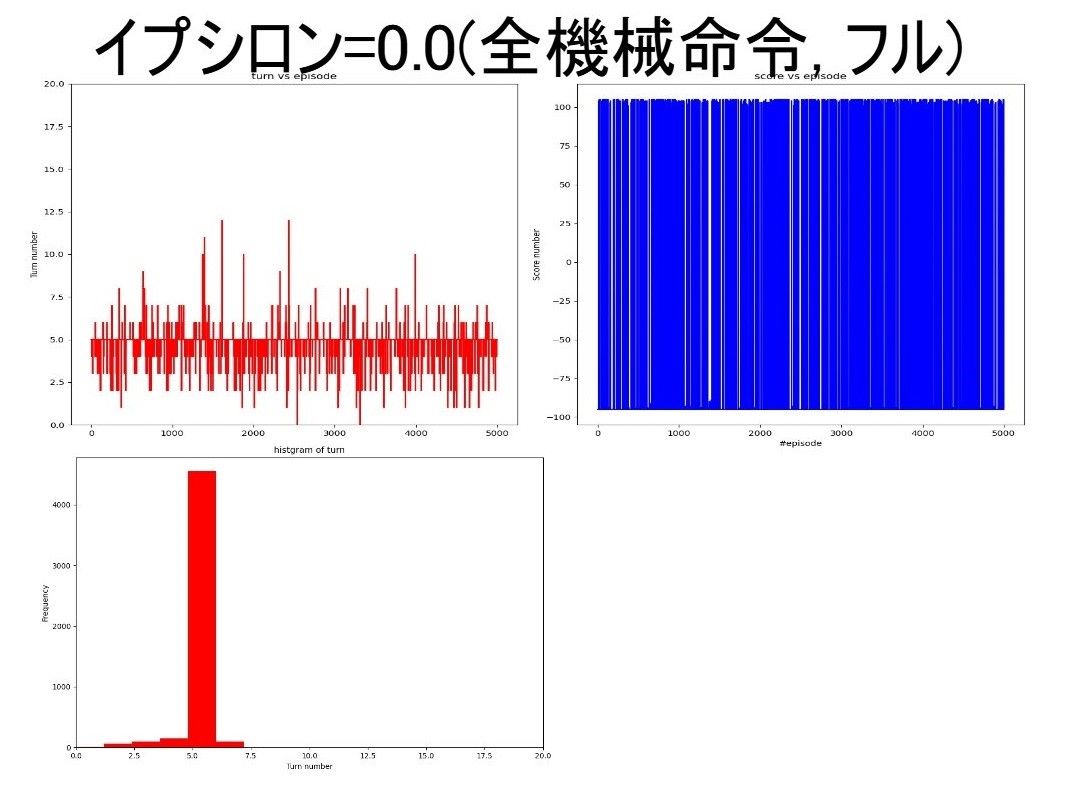 イプシロン=0.0(全機械命令, フル)
turn vs episode
20.0
17.5
15.0
12.5
10.0
7.5
5.0
2.5
0.0
Turn number
0 1000 2000 3000 4000 5000
score vs episode
100
75
50
25
0
−25
−50
−75
−100
Score number
0 1000 2000 3000 4000 5000
#episode
histgram of turn
4000
3000
2000
1000
0
Frequency
0.0 2.5 5.0 7.5 10.0 12.5 15.0 17.5 20.0
Turn number